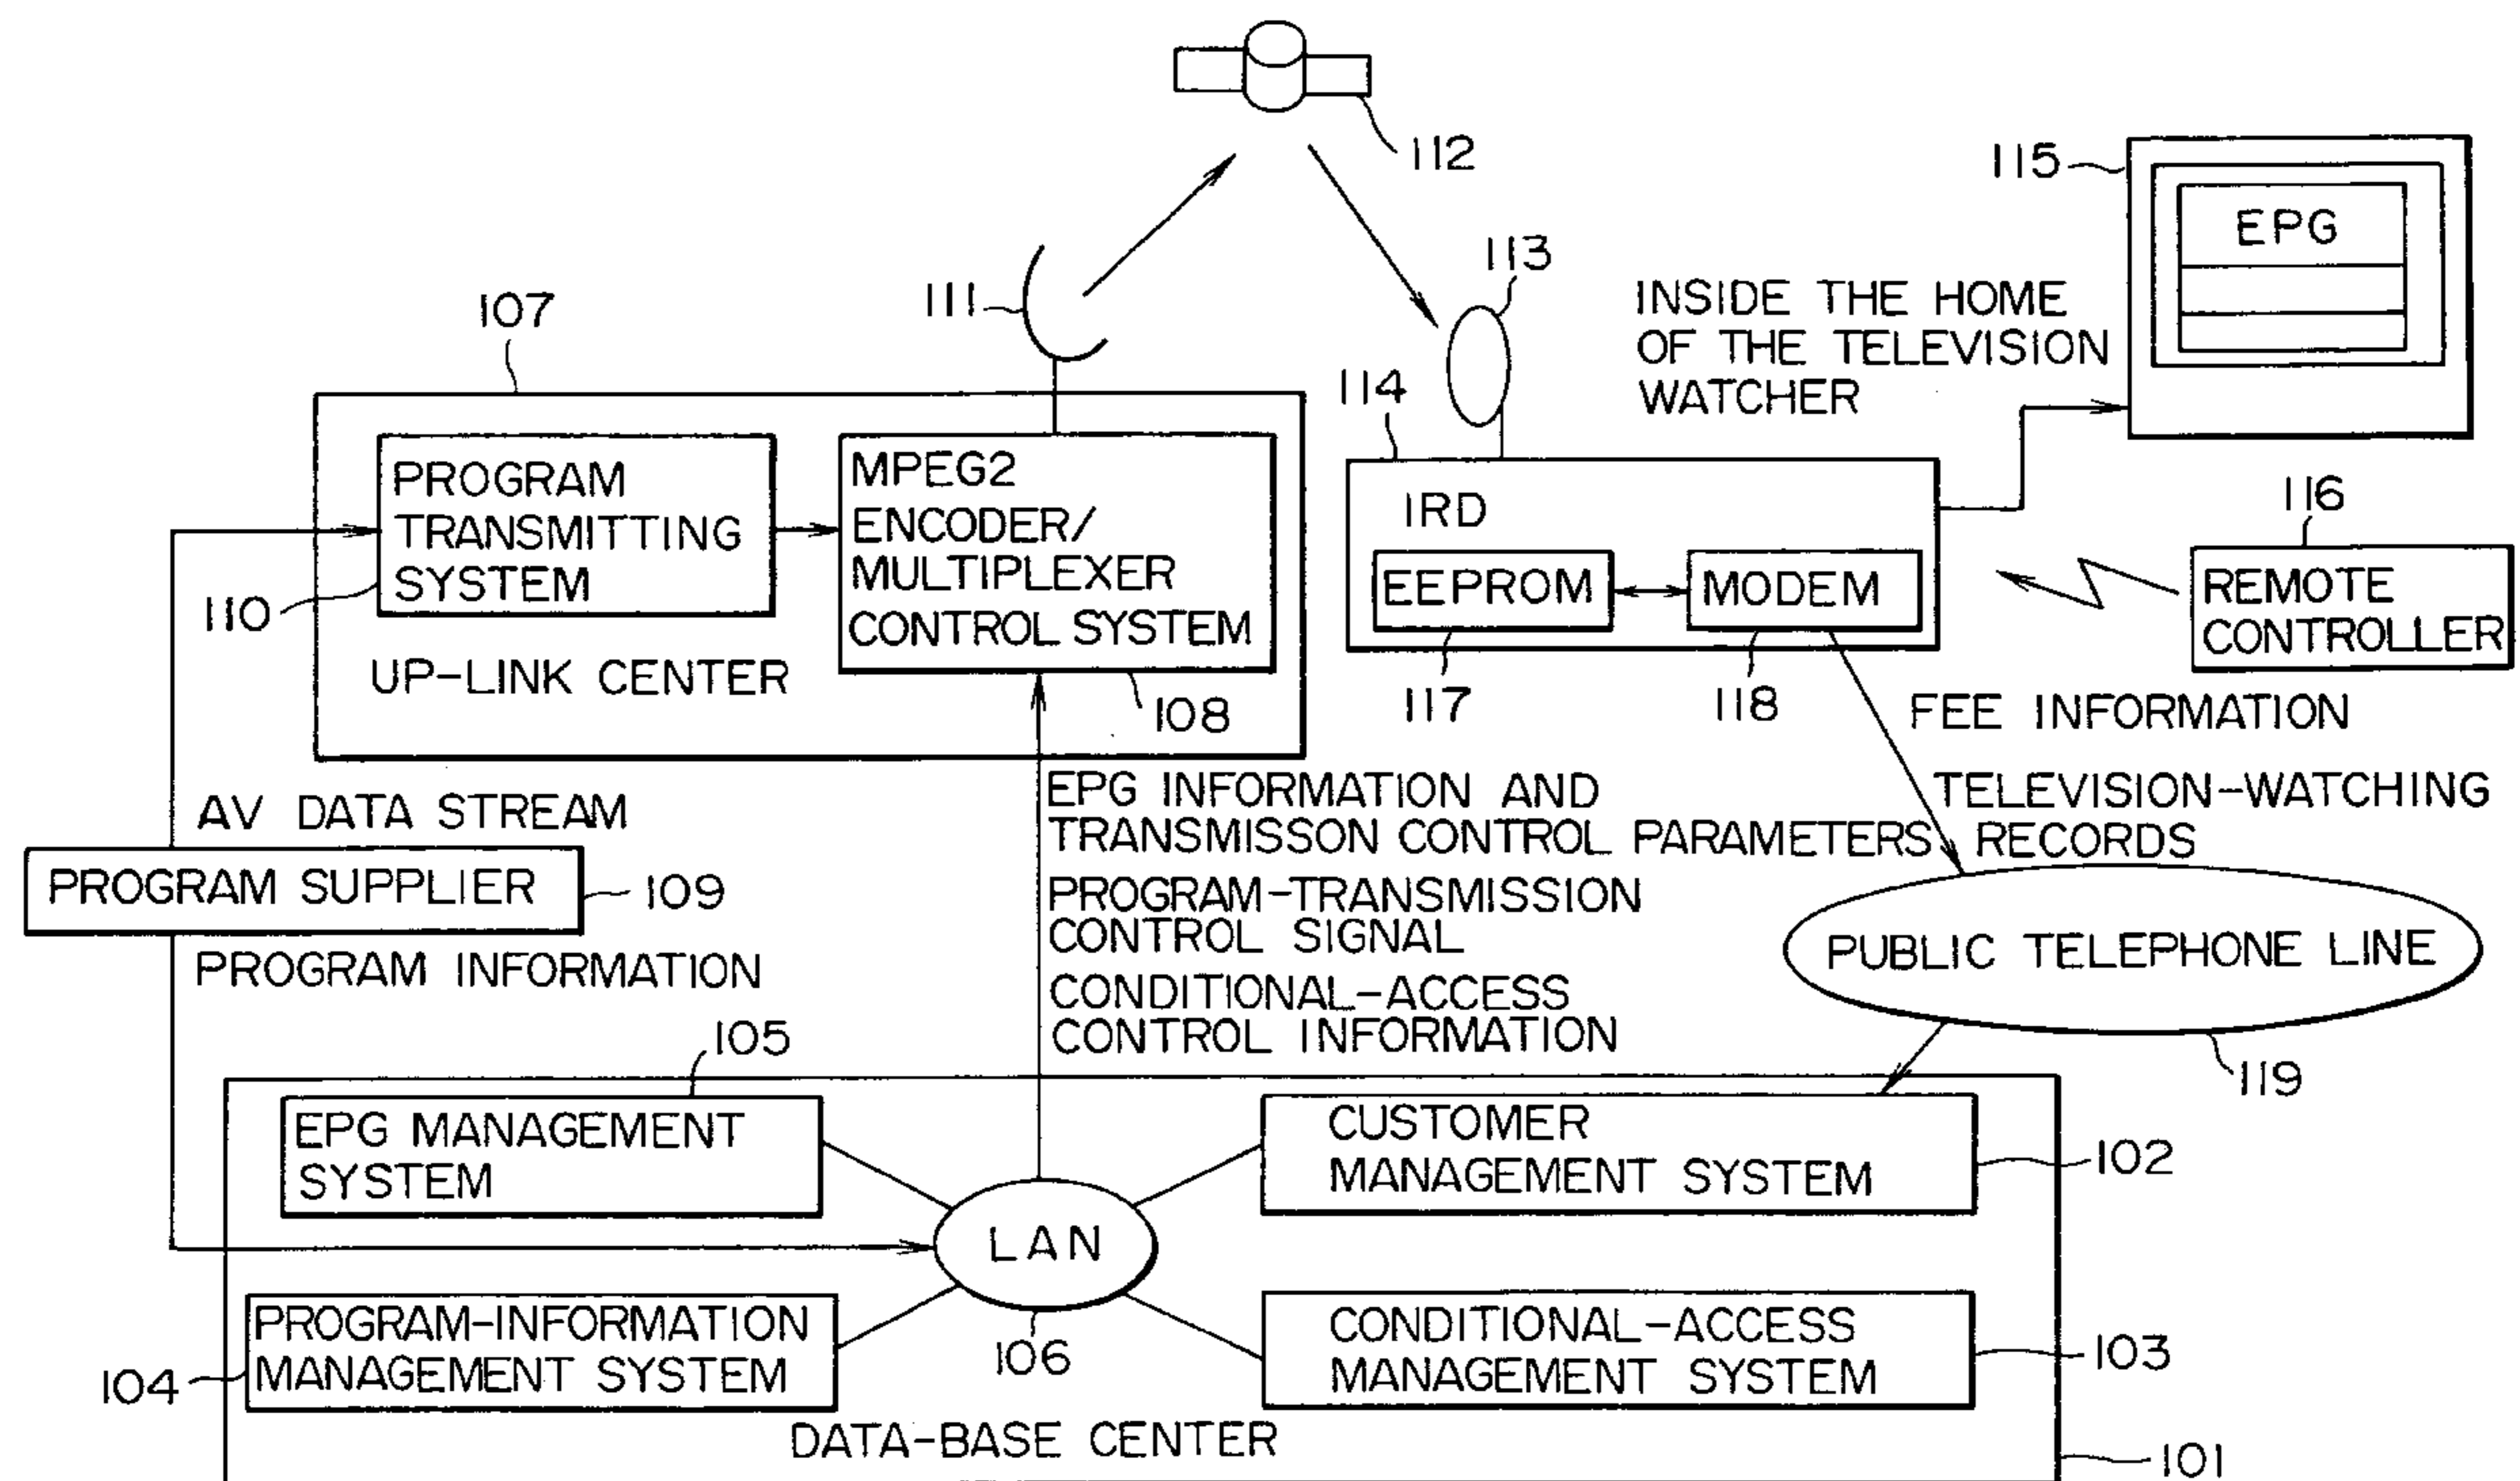 112
115
EPG
113
111
INSIDE THE HOME
OF THE TELEVISION
WATCHER
107
114
PROGRAM
TRANSMITTING
SYSTEM
110
MPEG2
ENCODER/
MULTIPLEXER
CONTROL SYSTEM
108
UP-LINK CENTER
IRD
EEPROM
MODEM
117
118
116
REMOTE
CONTROLLER
FEE INFORMATION
TELEVISION-WATCHING
RECORDS
AV DATA STREAM
PROGRAM SUPPLIER
109
PROGRAM INFORMATION
EPG INFORMATION AND
TRANSMISSON CONTROL PARAMETERS
PROGRAM-TRANSMISSION
CONTROL SIGNAL
CONDITIONAL-ACCESS
CONTROL INFORMATION
PUBLIC TELEPHONE LINE
119
105
EPG MANAGEMENT
SYSTEM
CUSTOMER
MANAGEMENT SYSTEM
102
LAN
106
PROGRAM-INFORMATION
MANAGEMENT SYSTEM
104
CONDITIONAL-ACCESS
MANAGEMENT SYSTEM
103
DATA-BASE CENTER
101